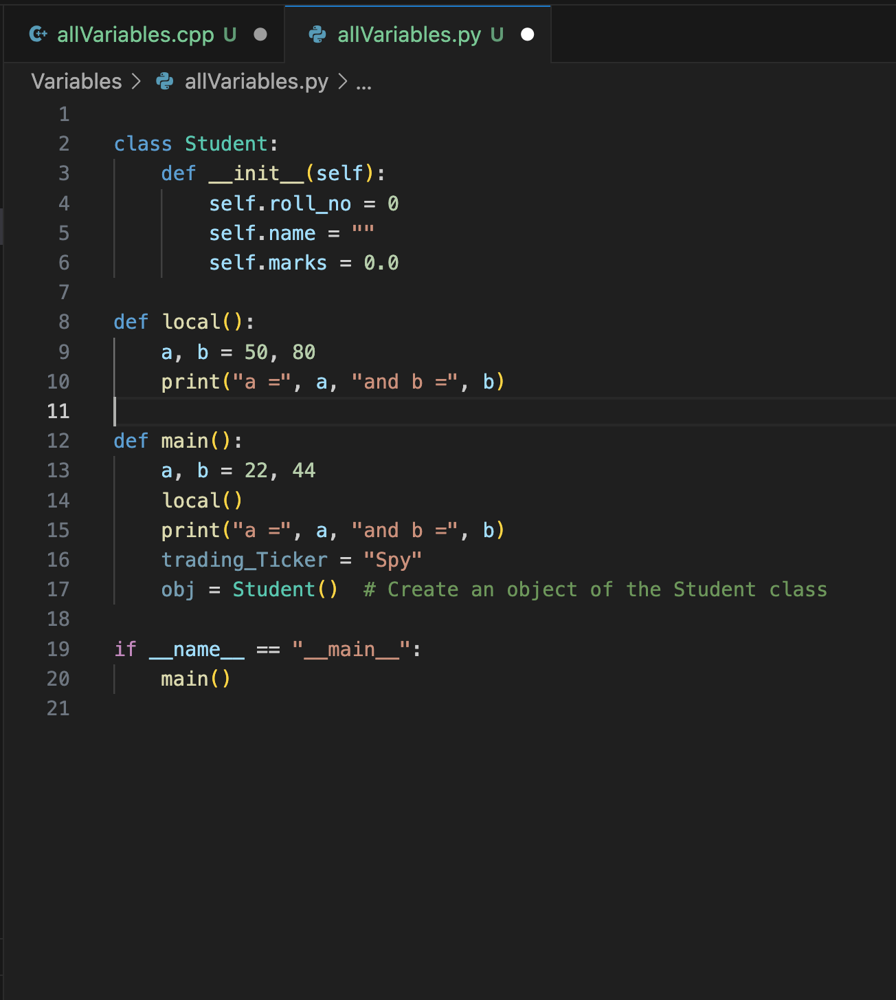 allVariables.cpp U allVariables.py U
Variables > allVariables.py > ...
1
2 class Student:
3     def __init__(self):
4         self.roll_no = 0
5         self.name = ""
6         self.marks = 0.0
7
8 def local():
9     a, b = 50, 80
10     print("a =", a, "and b =", b)
11
12 def main():
13     a, b = 22, 44
14     local()
15     print("a =", a, "and b =", b)
16     trading_Ticker = "Spy"
17     obj = Student()  # Create an object of the Student class
18
19 if __name__ == "__main__":
20     main()
21